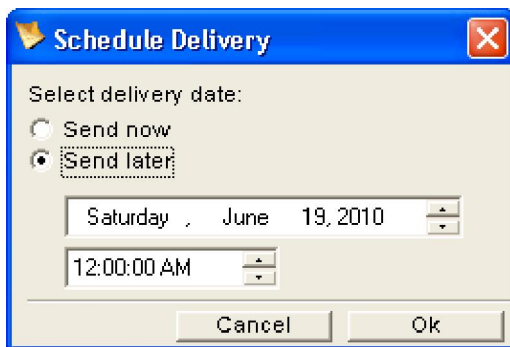 Schedule Delivery
Select delivery date:
Send now
Send later
Saturday , June 19, 2010
12:00:00 AM
Cancel Ok